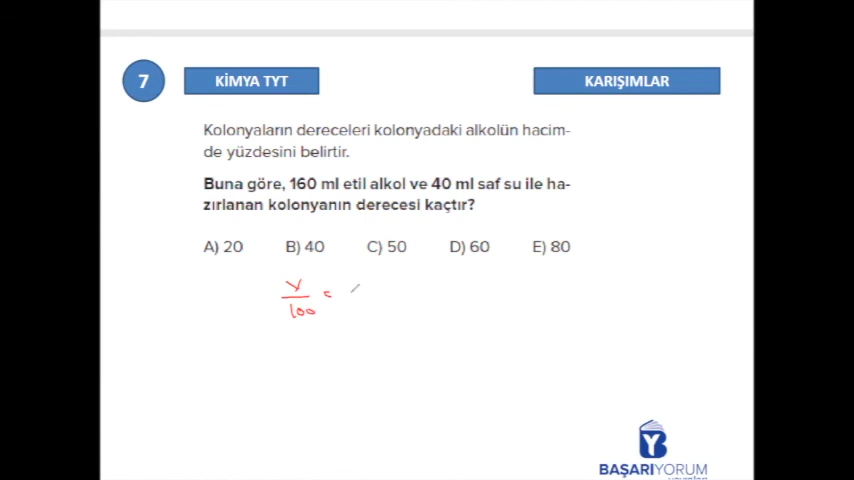 7
KİMYA TYT
KARIŞIMLAR
Kolonyaların dereceleri kolonyadaki alkolün hacim-
de yüzdesini belirtir.
Buna göre, 160 ml etil alkol ve 40 ml saf su ile ha-
zırlanan kolonyanın derecesi kaçtır?
A) 20 B) 40 C) 50 D) 60 E) 80
=
100
Y
BAŞARIYORUM